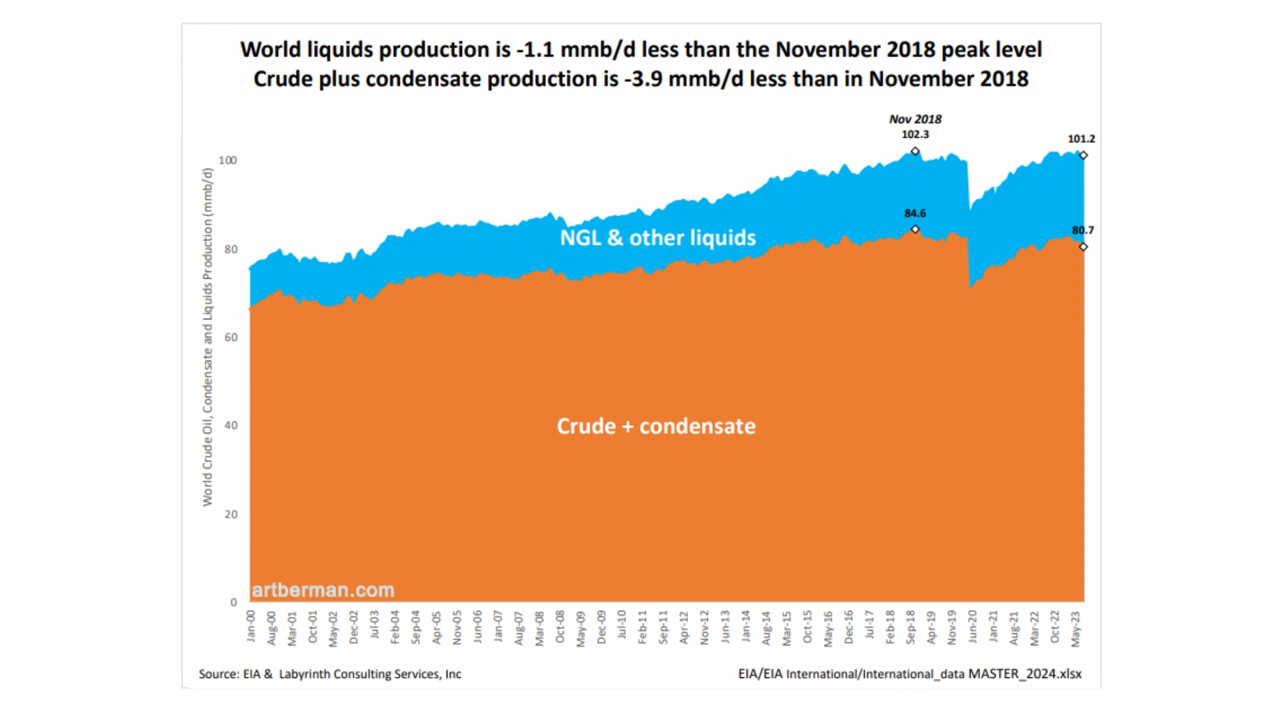 World liquids production is -1.1 mmb/d less than the November 2018 peak level
Crude plus condensate production is -3.9 mmb/d less than in November 2018
Nov 2018
102.3
101.2
84.6
80.7
World Crude Oil, Condensate and Liquids Production (mmb/d)
100
80
60
40
20
0
NGL & other liquids
Crude + condensate
artberman.com
Jan-00
Aug-00
Mar-01
Oct-01
May-02
Dec-02
Jul-03
Feb-04
Sep-04
Apr-05
Nov-05
Jun-06
Jan-07
Aug-07
Mar-08
Oct-08
May-09
Dec-09
Jul-10
Feb-11
Sep-11
Apr-12
Nov-12
Jun-13
Jan-14
Aug-14
Mar-15
Oct-15
May-16
Dec-16
Jul-17
Feb-18
Sep-18
Apr-19
Nov-19
Jun-20
Jan-21
Aug-21
Mar-22
Oct-22
May-23
Source: EIA & Labyrinth Consulting Services, Inc
EIA/EIA International/International_data MASTER_2024.xlsx